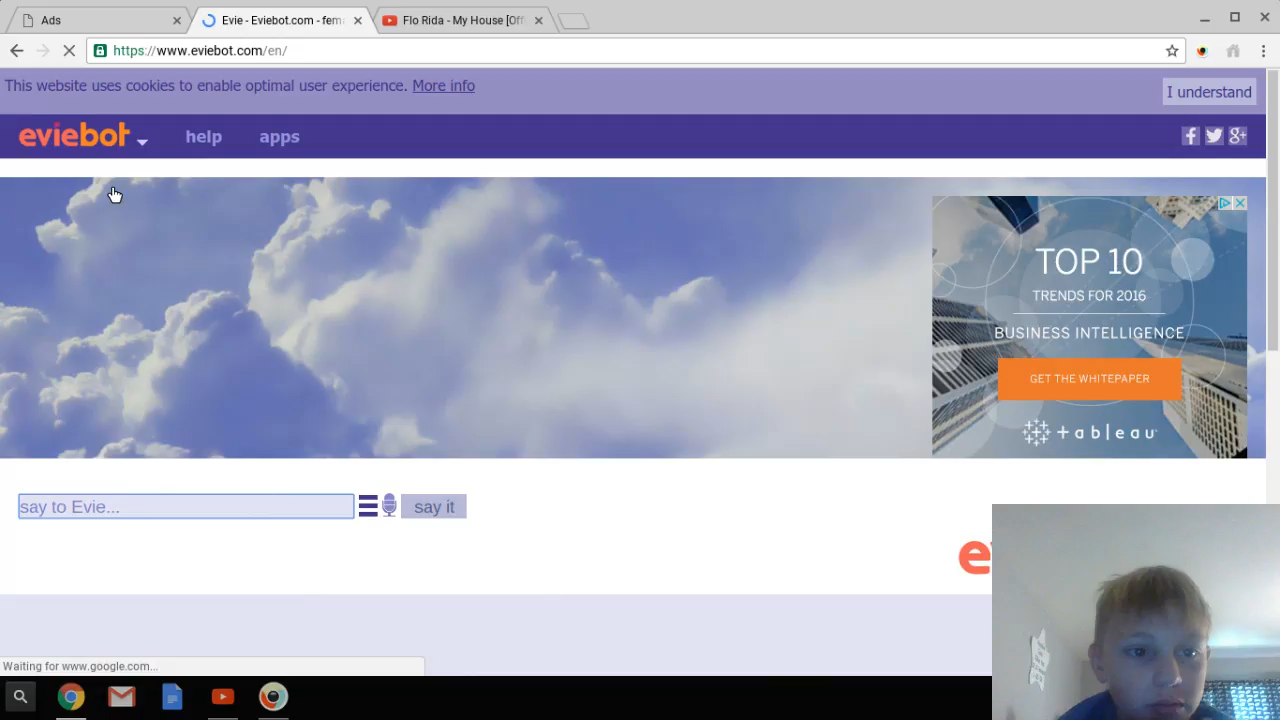 Ads
Evie - Eviebot.com - fem
Flo Rida - My House [Off
https://www.eviebot.com/en/
This website uses cookies to enable optimal user experience. More info
I understand
eviebot
help
apps
TOP 10
TRENDS FOR 2016
BUSINESS INTELLIGENCE
GET THE WHITEPAPER
+ableau
say to Evie...
say it
e
Waiting for www.google.com...